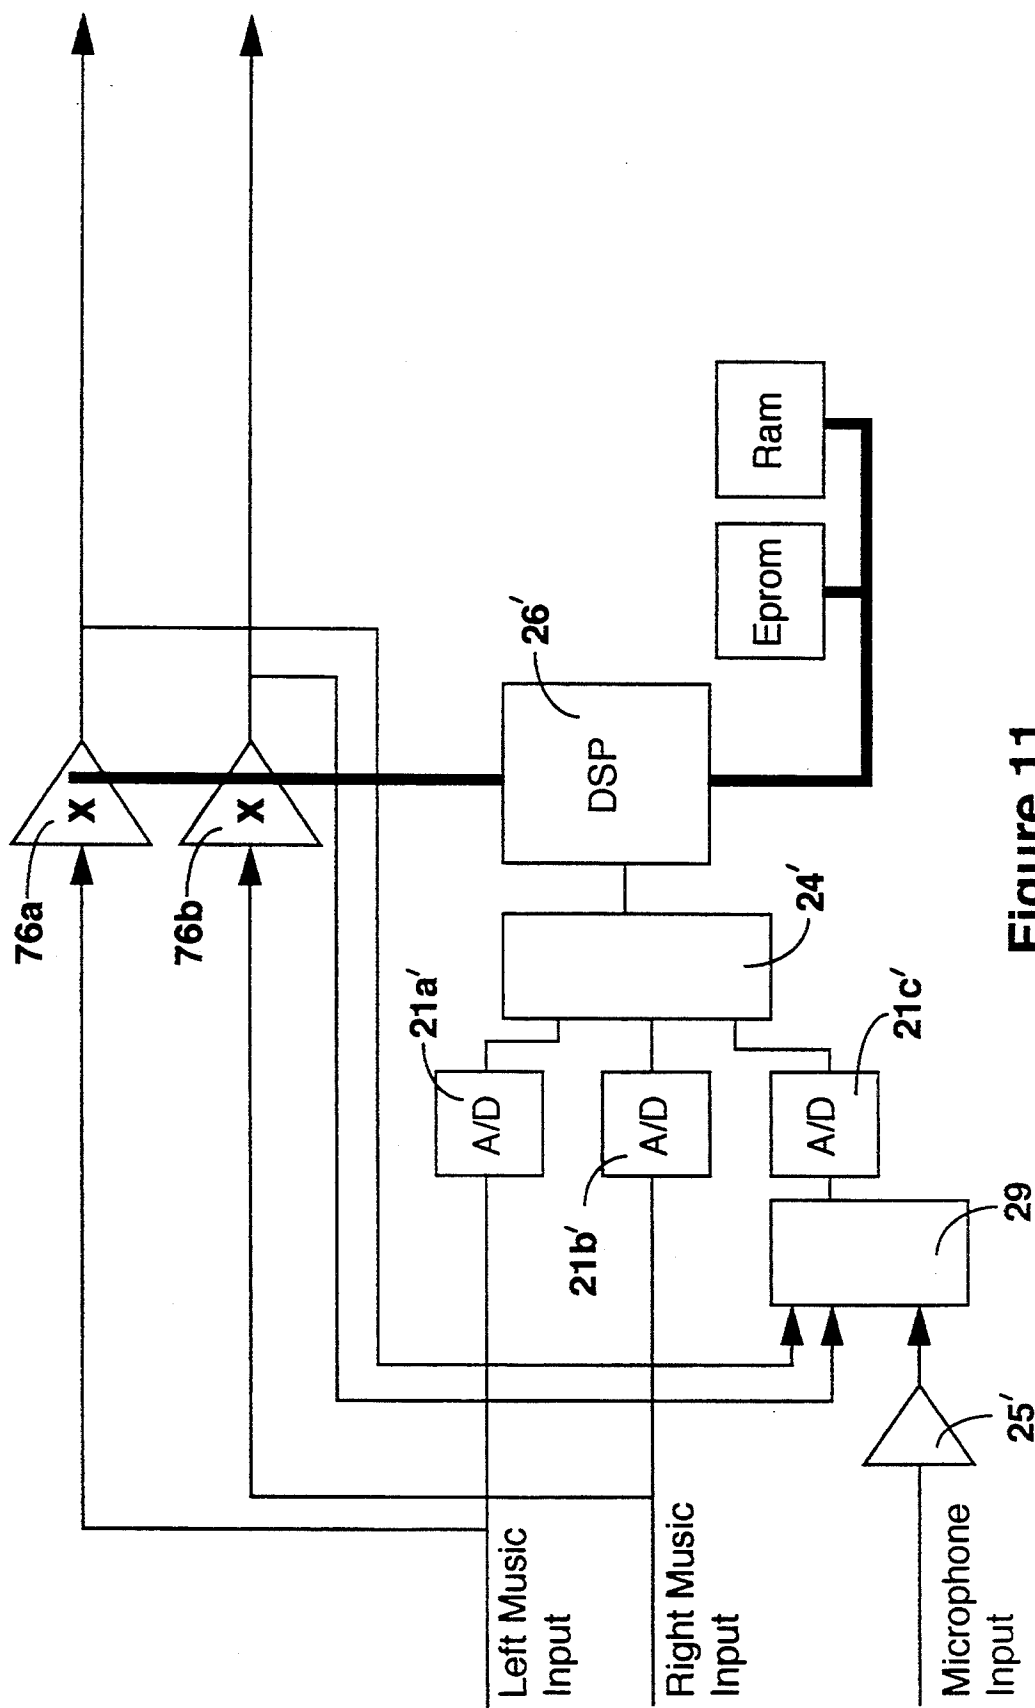 76a
76b
21a′
A/D
21b′
A/D
21c′
A/D
24′
26′
DSP
Eprom
Ram
29
25′
Left Music
Input
Right Music
Input
Microphone
Input
X
X
Figure 11